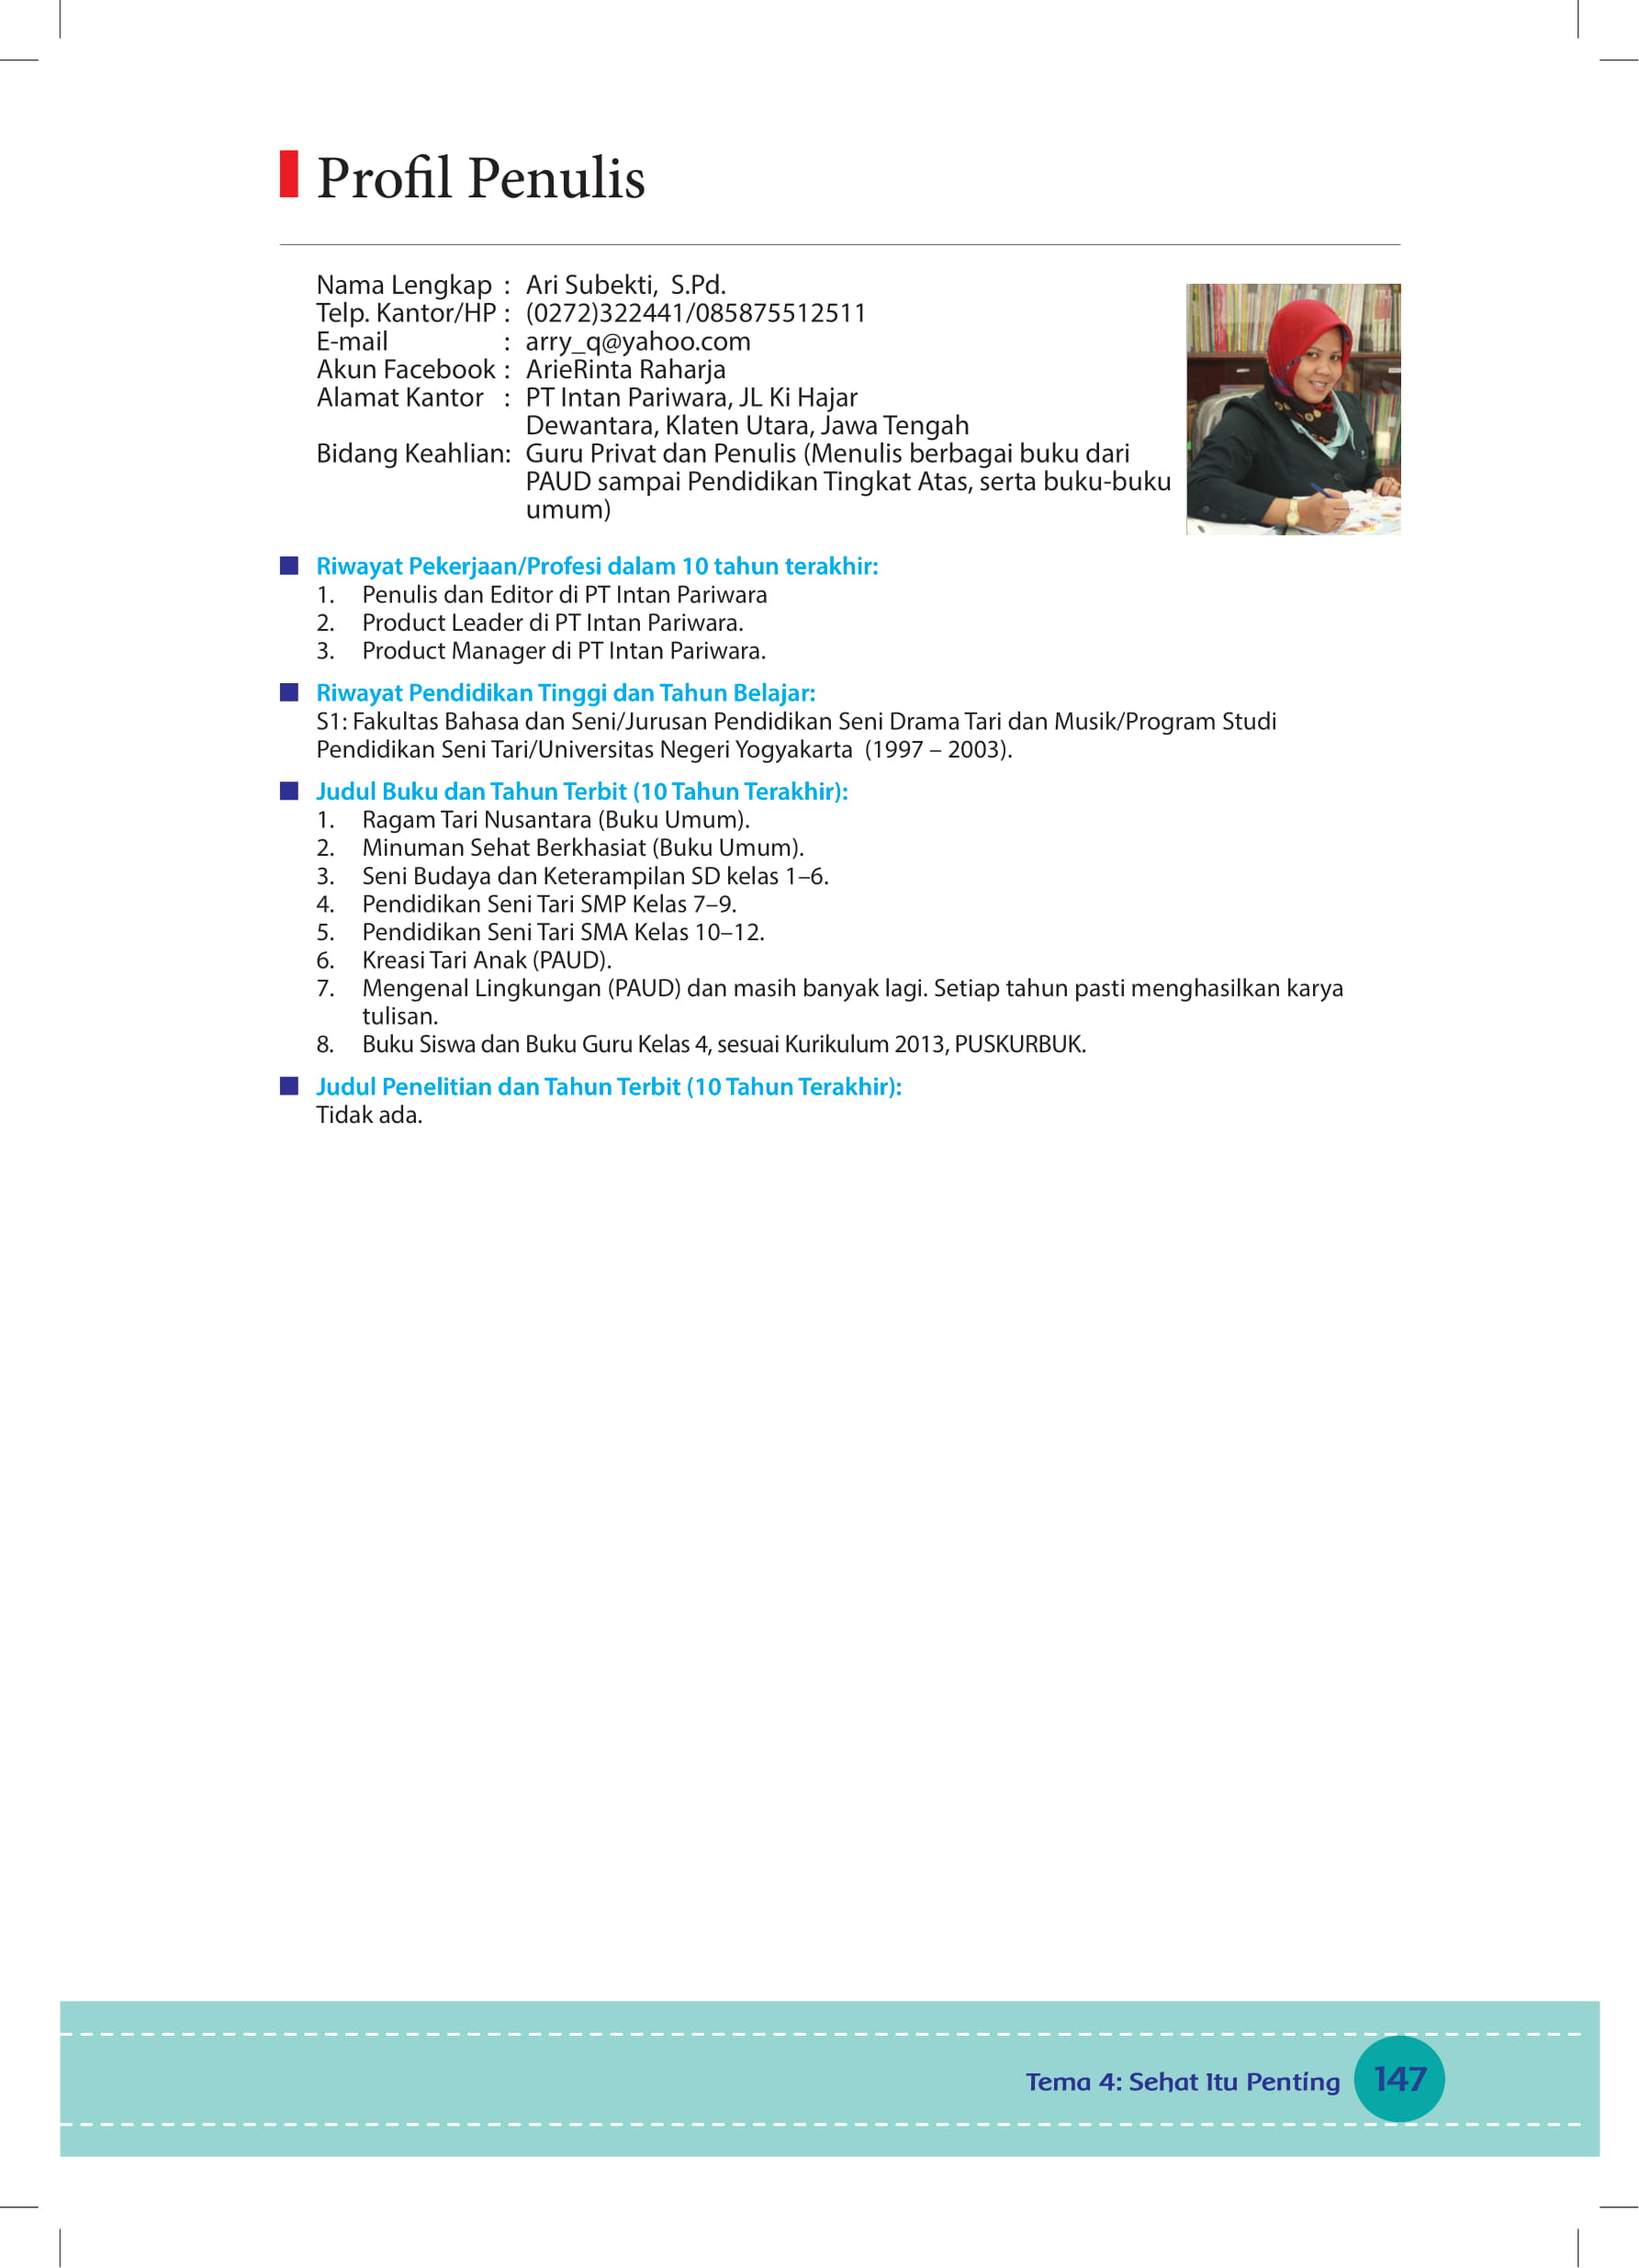 Profil Penulis
Nama Lengkap : Ari Subekti, S.Pd.
Telp. Kantor/HP : (0272)322441/085875512511
E-mail : arry_q@yahoo.com
Akun Facebook : ArieRinta Raharja
Alamat Kantor : PT Intan Pariwara, JL Ki Hajar
Dewantara, Klaten Utara, Jawa Tengah
Bidang Keahlian: Guru Privat dan Penulis (Menulis berbagai buku dari
PAUD sampai Pendidikan Tingkat Atas, serta buku-buku
umum)
Riwayat Pekerjaan/Profesi dalam 10 tahun terakhir:
1. Penulis dan Editor di PT Intan Pariwara
2. Product Leader di PT Intan Pariwara.
3. Product Manager di PT Intan Pariwara.
Riwayat Pendidikan Tinggi dan Tahun Belajar:
S1: Fakultas Bahasa dan Seni/Jurusan Pendidikan Seni Drama Tari dan Musik/Program Studi
Pendidikan Seni Tari/Universitas Negeri Yogyakarta (1997 – 2003).
Judul Buku dan Tahun Terbit (10 Tahun Terakhir):
1. Ragam Tari Nusantara (Buku Umum).
2. Minuman Sehat Berkhasiat (Buku Umum).
3. Seni Budaya dan Keterampilan SD kelas 1–6.
4. Pendidikan Seni Tari SMP Kelas 7–9.
5. Pendidikan Seni Tari SMA Kelas 10–12.
6. Kreasi Tari Anak (PAUD).
7. Mengenal Lingkungan (PAUD) dan masih banyak lagi. Setiap tahun pasti menghasilkan karya
tulisan.
8. Buku Siswa dan Buku Guru Kelas 4, sesuai Kurikulum 2013, PUSKURBUK.
Judul Penelitian dan Tahun Terbit (10 Tahun Terakhir):
Tidak ada.
Tema 4: Sehat Itu Penting 147